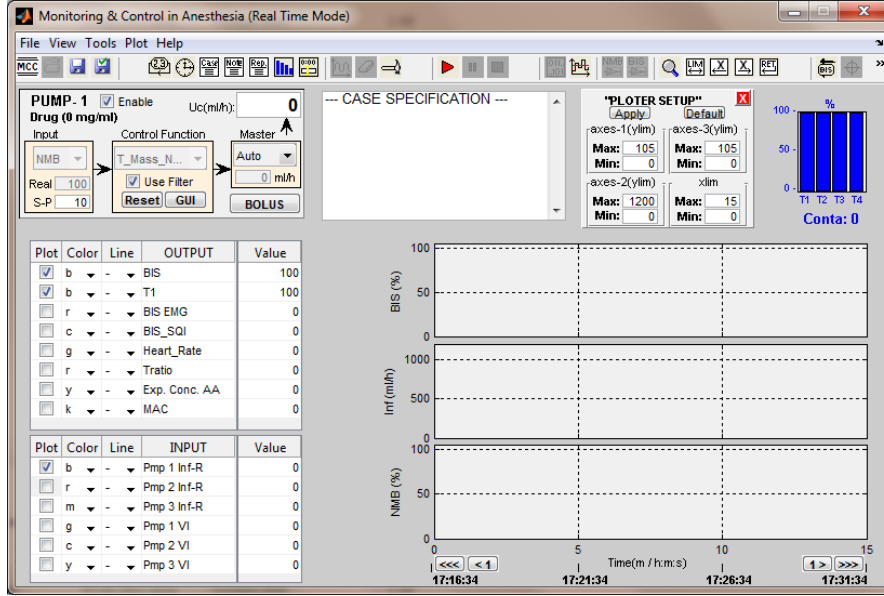 Monitoring & Control in Anesthesia (Real Time Mode)
File View Tools Plot Help
MCC Case Note Rep. 0:00 NMB BIS LIM X X RET BIS »
PUMP- 1 Enable Uc(ml/h): 0
Drug (0 mg/ml)
Input Control Function Master
NMB T_Mass_N... Auto
Real 100 Use Filter 0 ml/h
S-P 10 Reset GUI BOLUS
--- CASE SPECIFICATION ---
"PLOTER SETUP" X
Apply Default
axes-1(ylim) axes-3(ylim)
Max: 105 Max: 105
Min: 0 Min: 0
axes-2(ylim) xlim
Max: 1200 Max: 15
Min: 0 Min: 0
%
100
50
0
T1 T2 T3 T4
Conta: 0
Plot Color Line OUTPUT Value
b - BIS 100
b - T1 100
r - BIS EMG 0
c - BIS_SQI 0
g - Heart_Rate 0
r - Tratio 0
y - Exp. Conc. AA 0
k - MAC 0
Plot Color Line INPUT Value
b - Pmp 1 Inf-R 0
r - Pmp 2 Inf-R 0
m - Pmp 3 Inf-R 0
g - Pmp 1 VI 0
c - Pmp 2 VI 0
y - Pmp 3 VI 0
BIS (%)
100
50
0
Inf (ml/h)
1000
500
0
NMB (%)
100
50
0
0 5 10 15
<<< < 1 Time(m / h:m:s) 1 > >>>
17:16:34 17:21:34 17:26:34 17:31:34